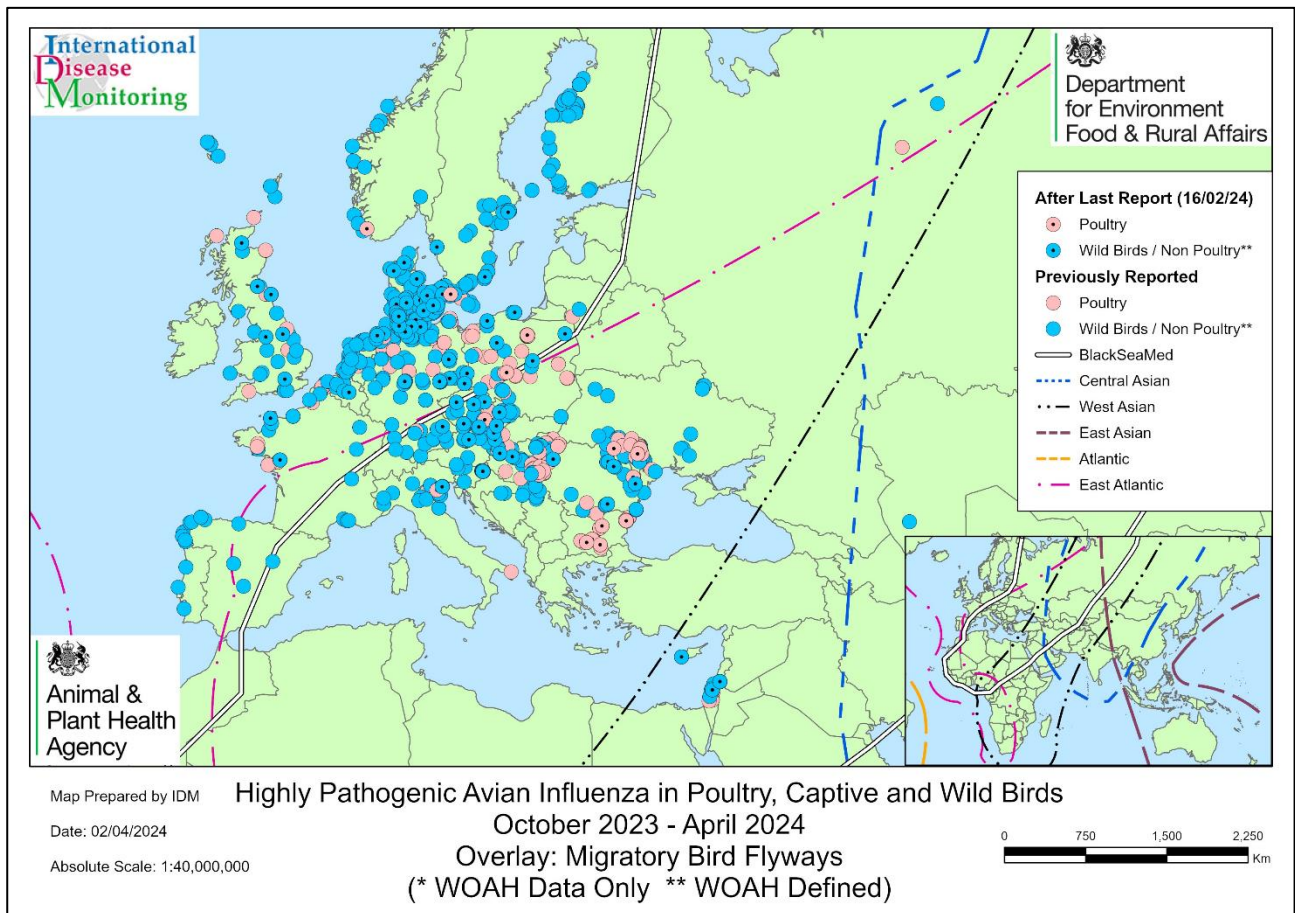 International
Disease
Monitoring
Department
for Environment
Food & Rural Affairs
After Last Report (16/02/24)
Poultry
Wild Birds / Non Poultry**
Previously Reported
Poultry
Wild Birds / Non Poultry**
BlackSeaMed
Central Asian
West Asian
East Asian
Atlantic
East Atlantic
Animal &
Plant Health
Agency
Map Prepared by IDM
Date: 02/04/2024
Absolute Scale: 1:40,000,000
Highly Pathogenic Avian Influenza in Poultry, Captive and Wild Birds
October 2023 - April 2024
Overlay: Migratory Bird Flyways
(* WOAH Data Only ** WOAH Defined)
0 750 1,500 2,250
Km